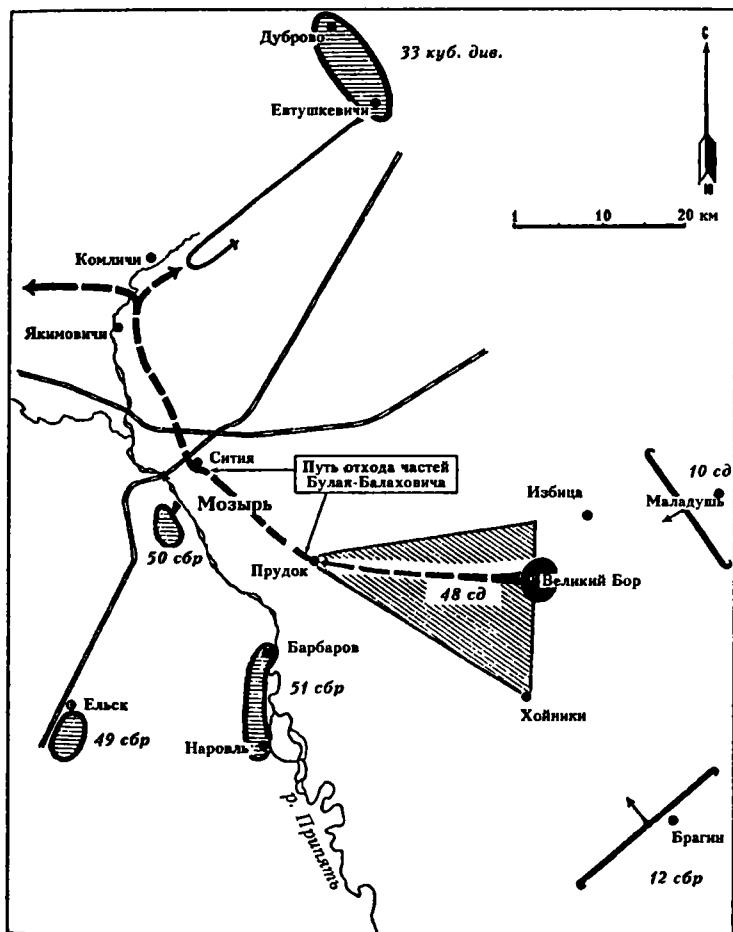 Дуброво
33 куб. див.
Евтушкевичи
С
Ю
1 10 20 км
Комличи
Якимовичи
Сития
Путь отхода частей
Булак-Балаховича
Мозырь
50 сбр
Избица
10 сд
Маладушь
Прудок
48 сд
Великий Бор
Барбаров
51 сбр
Хойники
Ельск
49 сбр
Наровль
р. Припять
Брагин
12 сбр